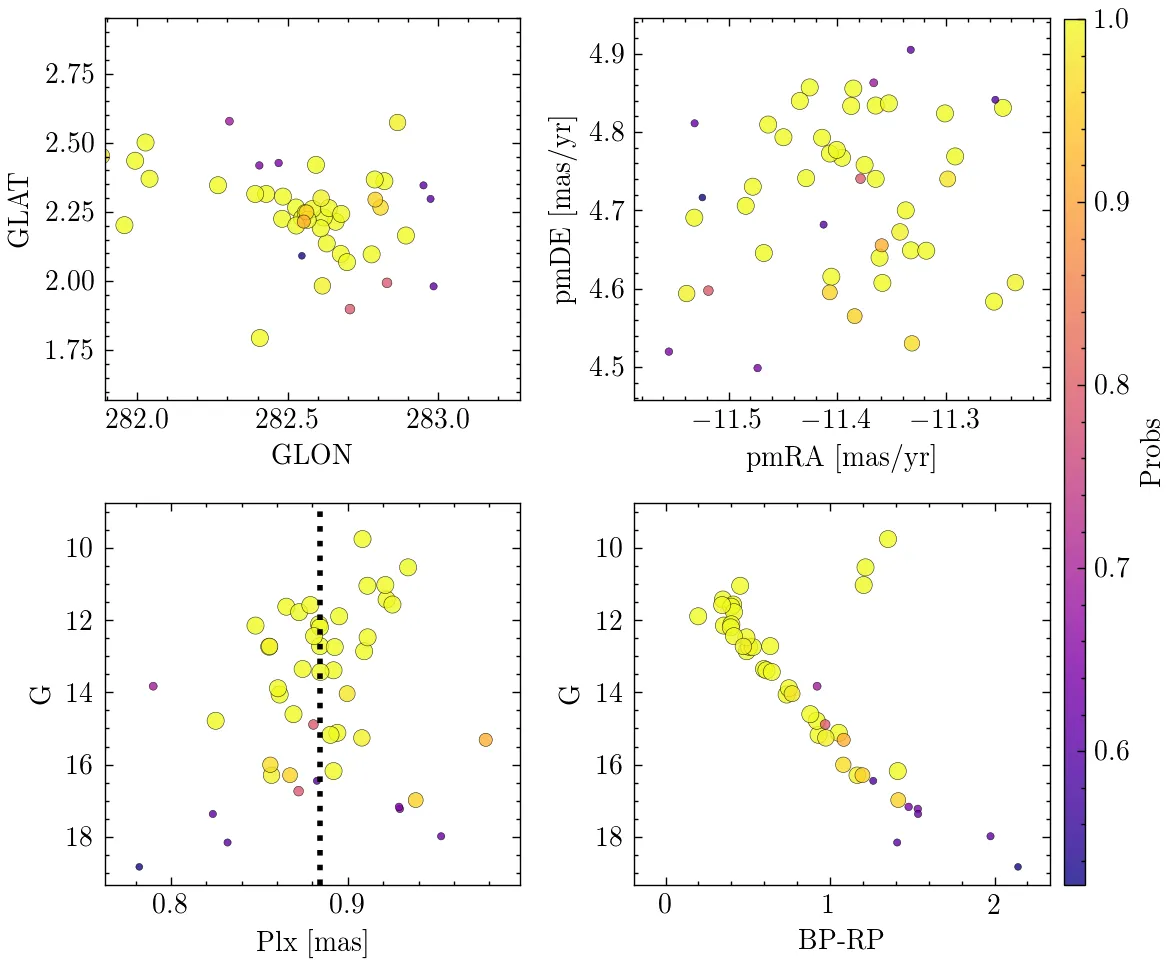 2.75
2.50
2.25
2.00
1.75
GLAT
282.0 282.5 283.0
GLON
4.9
4.8
4.7
4.6
4.5
pmDE [mas/yr]
−11.5 −11.4 −11.3
pmRA [mas/yr]
1.0
0.9
0.8
0.7
0.6
Probs
10
12
14
16
18
G
0.8 0.9
Plx [mas]
10
12
14
16
18
G
0 1 2
BP-RP